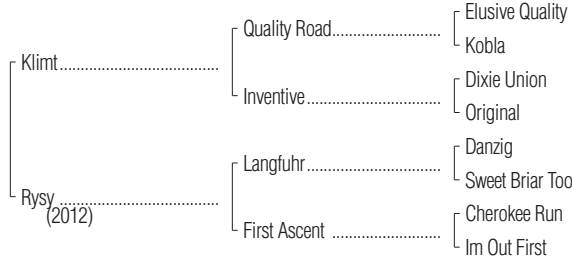 Elusive Quality
Quality Road
Kobla
Klimt
Dixie Union
Inventive
Original
Danzig
Langfuhr
Sweet Briar Too
Rysy
(2012)
Cherokee Run
First Ascent
Im Out First